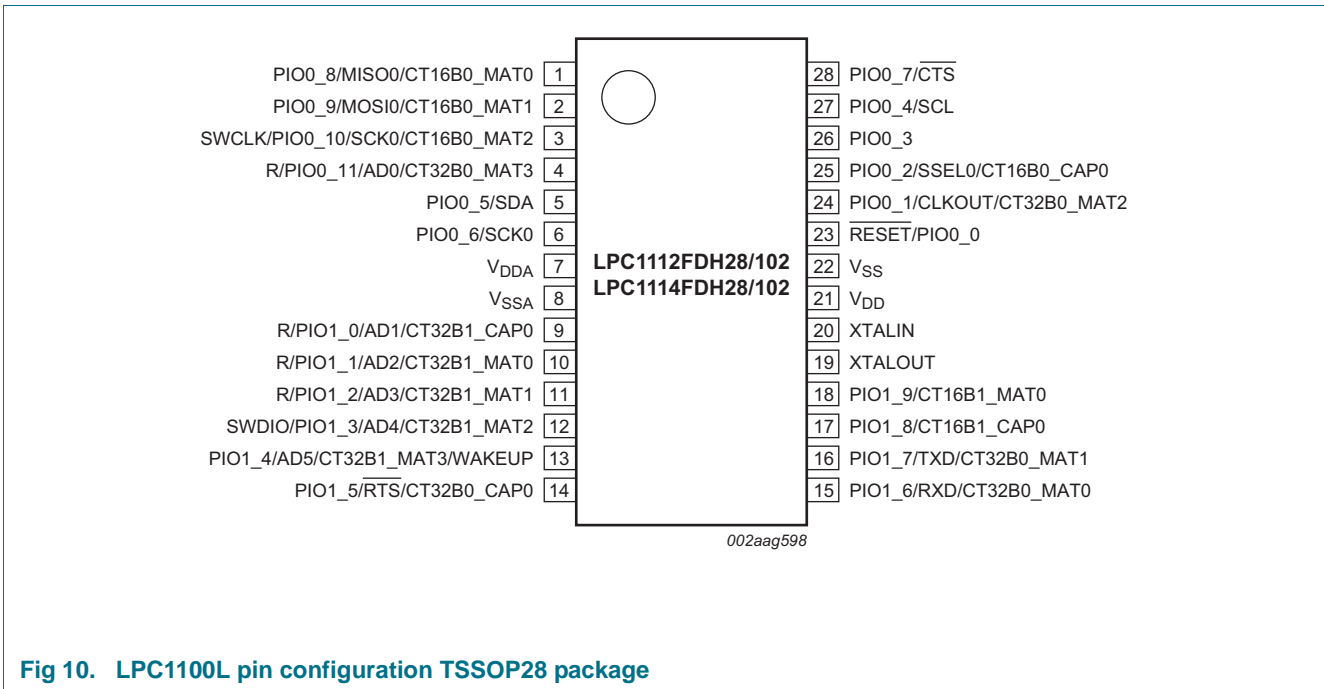 PIO0_8/MISO0/CT16B0_MAT0 1
PIO0_9/MOSI0/CT16B0_MAT1 2
SWCLK/PIO0_10/SCK0/CT16B0_MAT2 3
R/PIO0_11/AD0/CT32B0_MAT3 4
PIO0_5/SDA 5
PIO0_6/SCK0 6
VDDA 7
VSSA 8
R/PIO1_0/AD1/CT32B1_CAP0 9
R/PIO1_1/AD2/CT32B1_MAT0 10
R/PIO1_2/AD3/CT32B1_MAT1 11
SWDIO/PIO1_3/AD4/CT32B1_MAT2 12
PIO1_4/AD5/CT32B1_MAT3/WAKEUP 13
PIO1_5/RTS/CT32B0_CAP0 14
LPC1112FDH28/102
LPC1114FDH28/102
28 PIO0_7/CTS
27 PIO0_4/SCL
26 PIO0_3
25 PIO0_2/SSEL0/CT16B0_CAP0
24 PIO0_1/CLKOUT/CT32B0_MAT2
23 RESET/PIO0_0
22 VSS
21 VDD
20 XTALIN
19 XTALOUT
18 PIO1_9/CT16B1_MAT0
17 PIO1_8/CT16B1_CAP0
16 PIO1_7/TXD/CT32B0_MAT1
15 PIO1_6/RXD/CT32B0_MAT0
002aag598
Fig 10. LPC1100L pin configuration TSSOP28 package